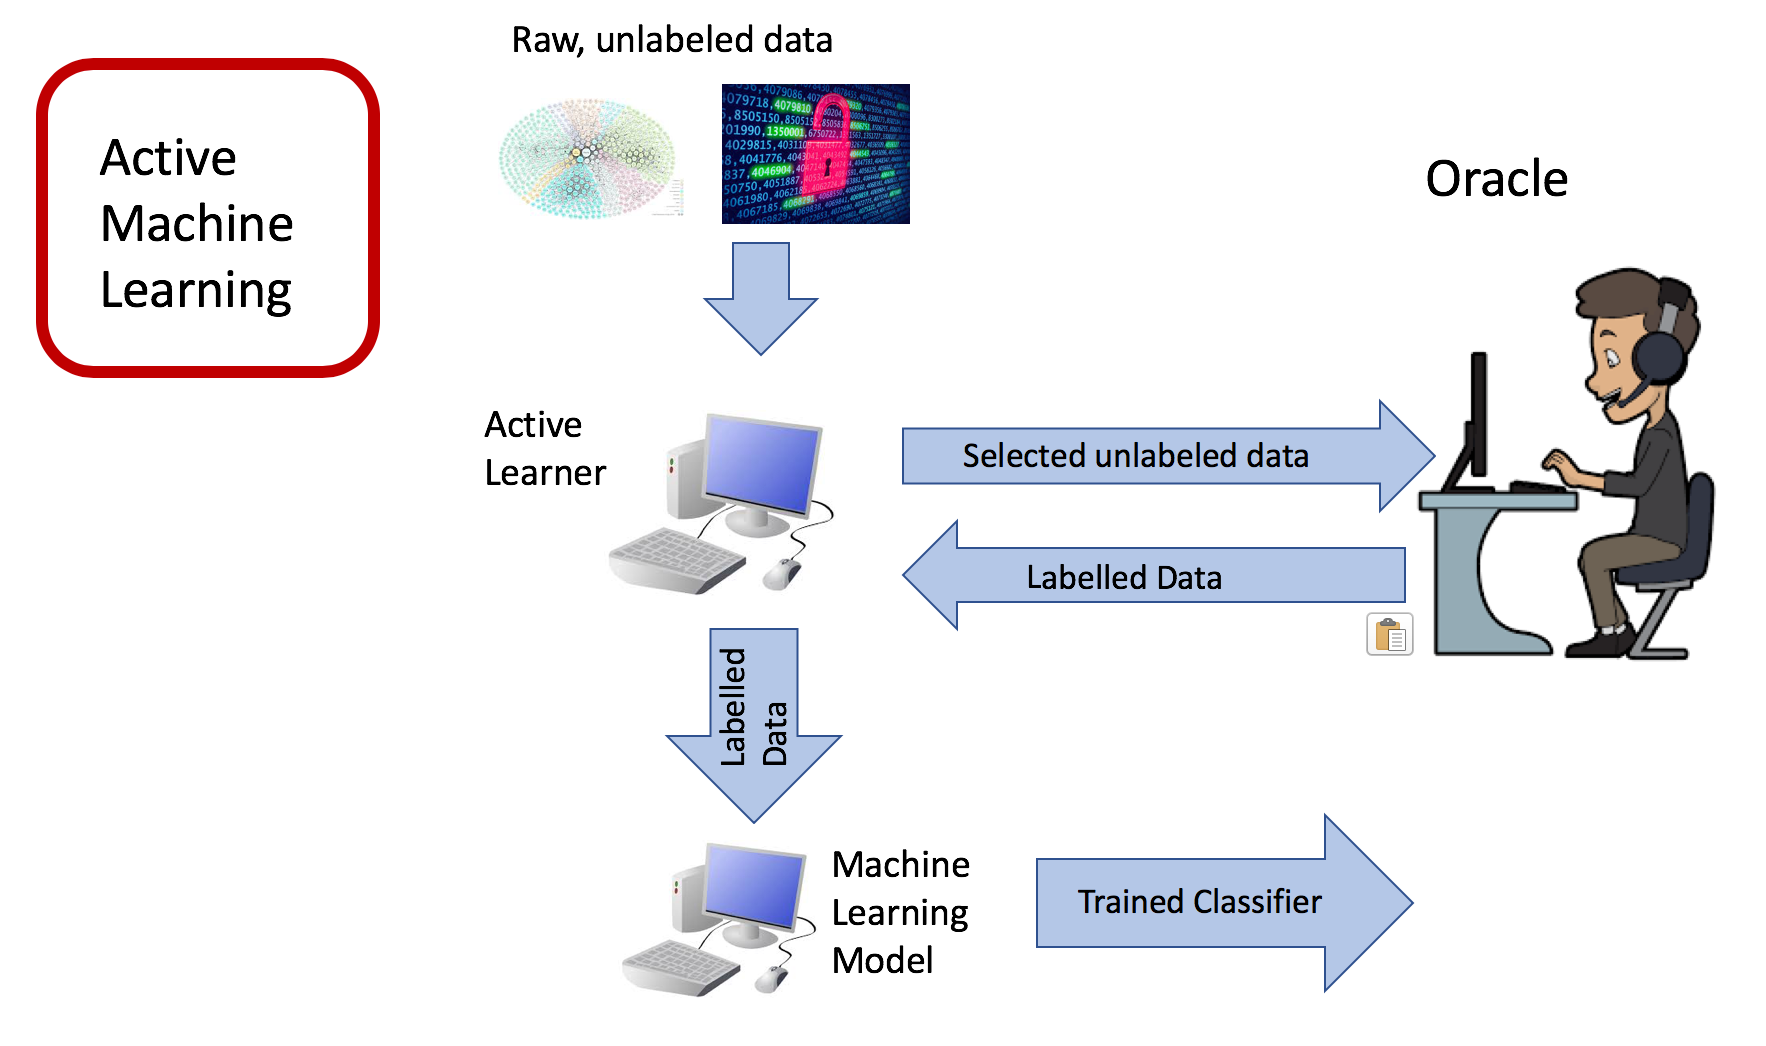 Raw, unlabeled data
Active
Machine
Learning
Oracle
Active
Learner
Selected unlabeled data
Labelled Data
Labelled
Data
Machine
Learning
Model
Trained Classifier